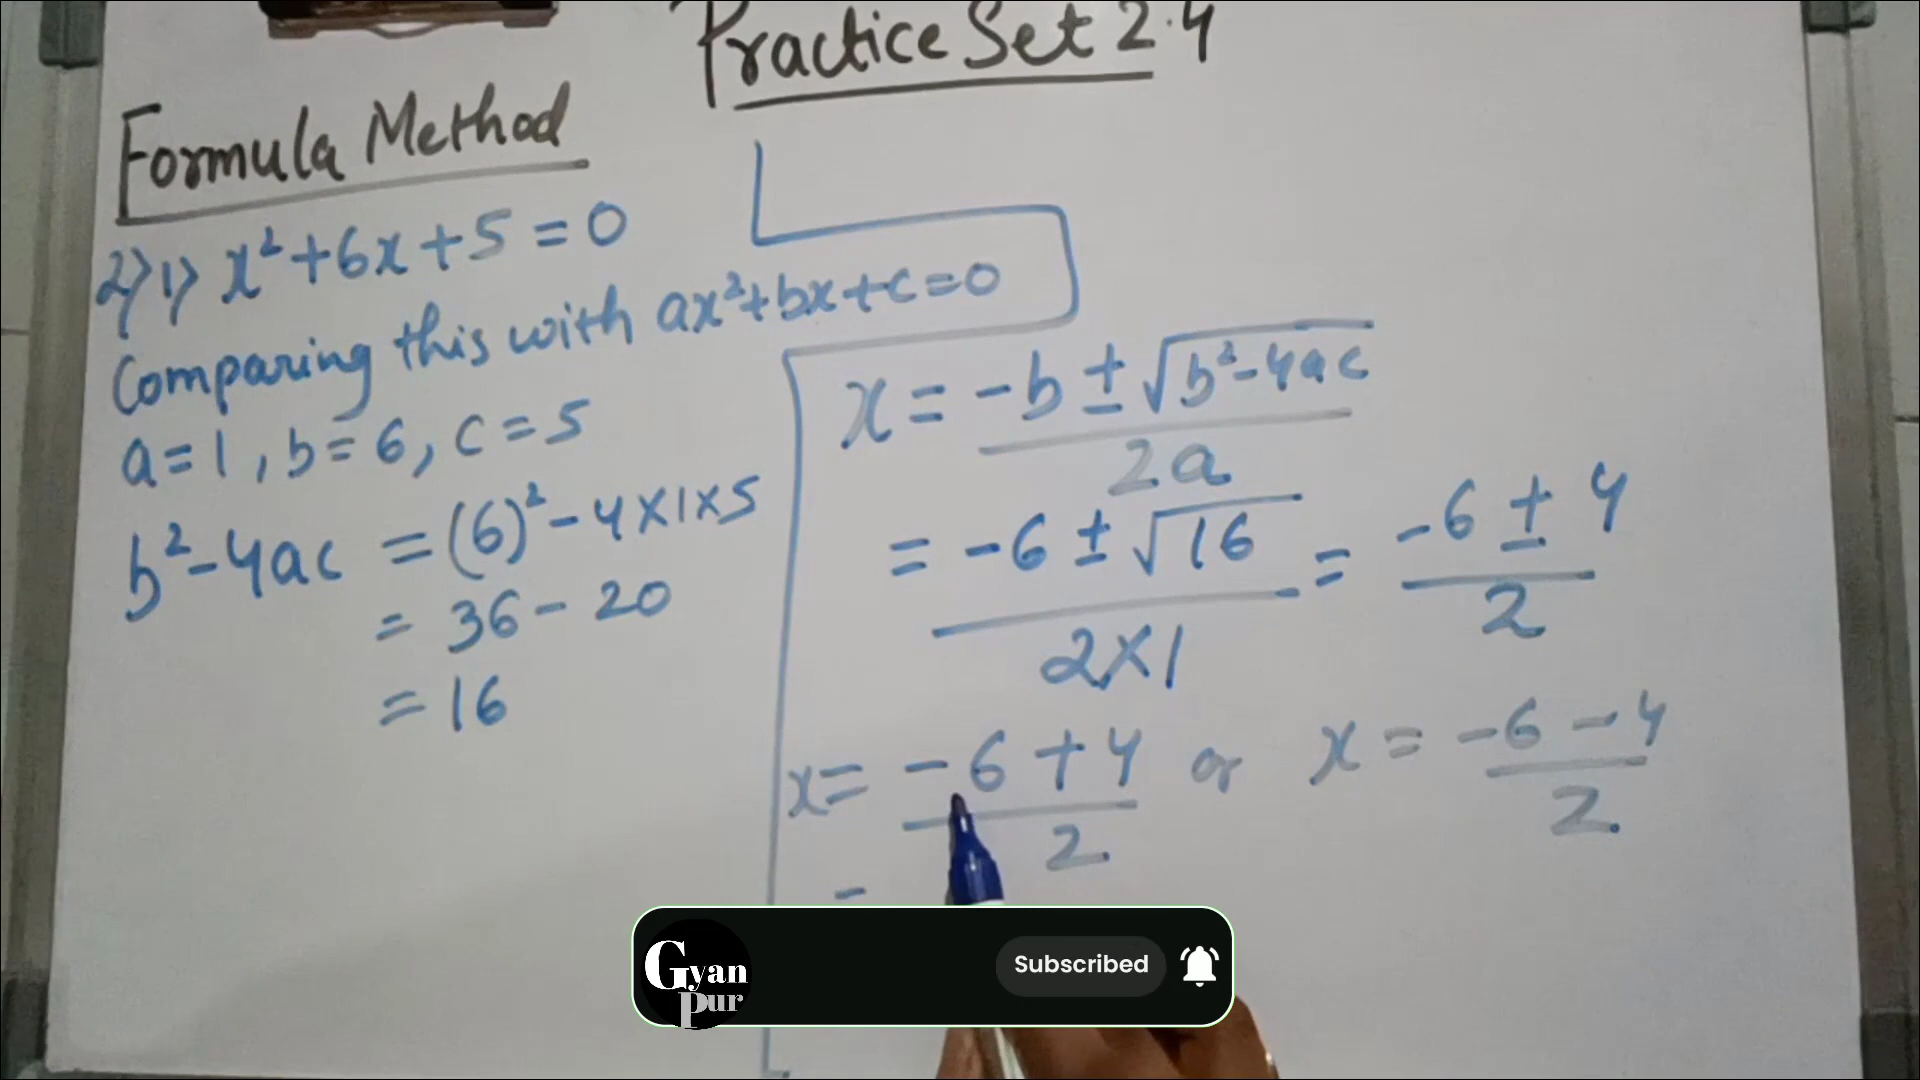 Practice Set 2.4
Formula Method
2) 1) x² + 6x + 5 = 0
Comparing this with ax² + bx + c = 0
a = 1, b = 6, c = 5
b² - 4ac = (6)² - 4 × 1 × 5
= 36 - 20
= 16
x = -b ± √b² - 4ac / 2a
= -6 ± √16 / 2 × 1 = -6 ± 4 / 2
x = -6 + 4 / 2 or x = -6 - 4 / 2
-
Gyan
pur
Subscribed